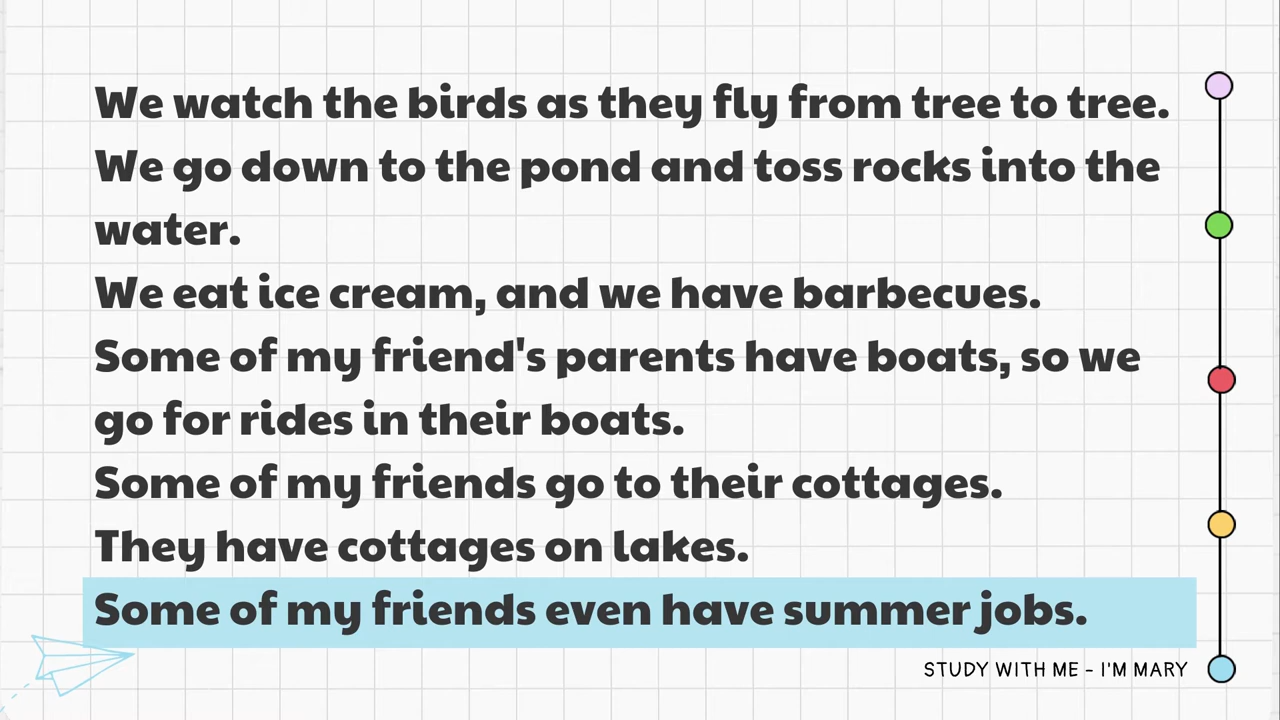 We watch the birds as they fly from tree to tree.
We go down to the pond and toss rocks into the
water.
We eat ice cream, and we have barbecues.
Some of my friend's parents have boats, so we
go for rides in their boats.
Some of my friends go to their cottages.
They have cottages on lakes.
Some of my friends even have summer jobs.
STUDY WITH ME - I'M MARY